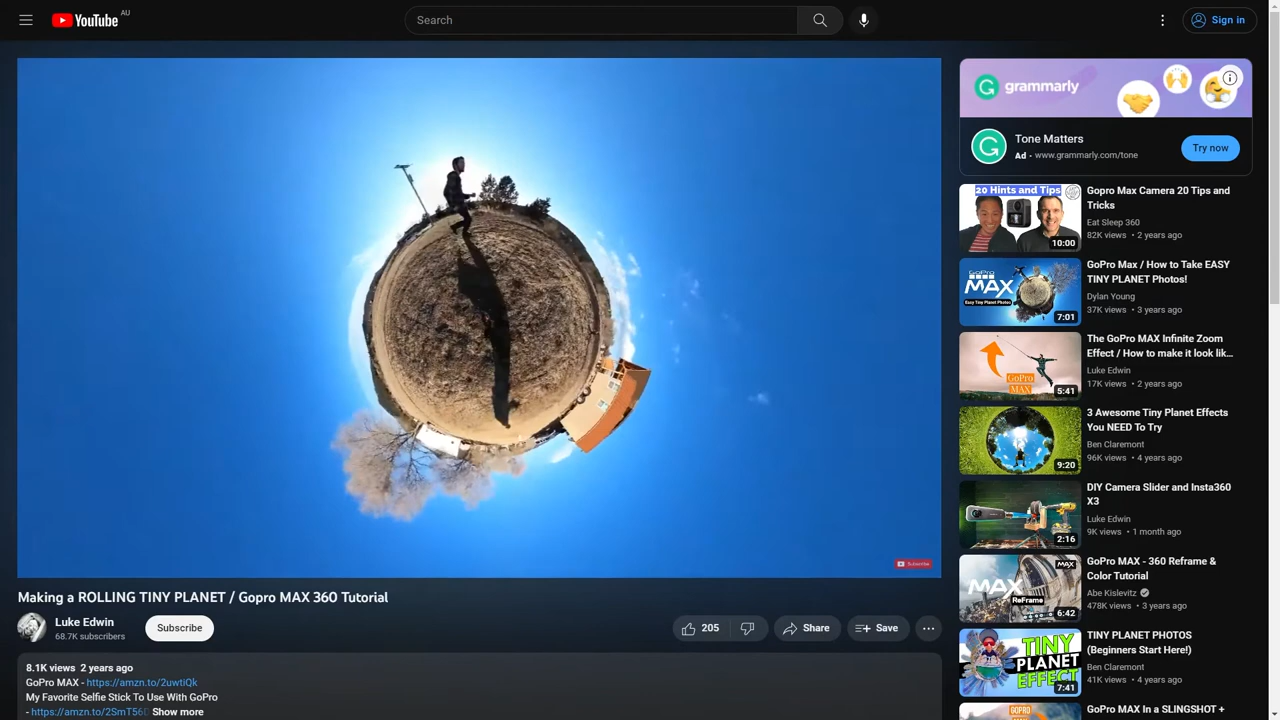 YouTube AU
Search
Sign in
grammarly
Tone Matters
Ad • www.grammarly.com/tone
Try now
20 Hints and Tips
10:00
Gopro Max Camera 20 Tips and
Tricks
Eat Sleep 360
82K views • 2 years ago
GoPro
MAX
Easy Tiny Planet Photos
7:01
GoPro Max / How to Take EASY
TINY PLANET Photos!
Dylan Young
37K views • 3 years ago
GoPro
MAX
5:41
The GoPro MAX Infinite Zoom
Effect / How to make it look lik...
Luke Edwin
17K views • 2 years ago
9:20
3 Awesome Tiny Planet Effects
You NEED To Try
Ben Claremont
96K views • 4 years ago
2:16
DIY Camera Slider and Insta360
X3
Luke Edwin
9K views • 1 month ago
MAX
MAX
ReFrame
6:42
GoPro MAX - 360 Reframe &
Color Tutorial
Abe Kislevitz
478K views • 3 years ago
TINY
PLANET
EFFECT
7:41
TINY PLANET PHOTOS
(Beginners Start Here!)
Ben Claremont
41K views • 4 years ago
GOPRO
GoPro MAX In a SLINGSHOT +
Subscribe
Making a ROLLING TINY PLANET / Gopro MAX 360 Tutorial
Luke Edwin
68.7K subscribers
Subscribe
205
Share
Save
8.1K views 2 years ago
GoPro MAX - https://amzn.to/2uwtiQk
My Favorite Selfie Stick To Use With GoPro
- https://amzn.to/2SmT56 Show more